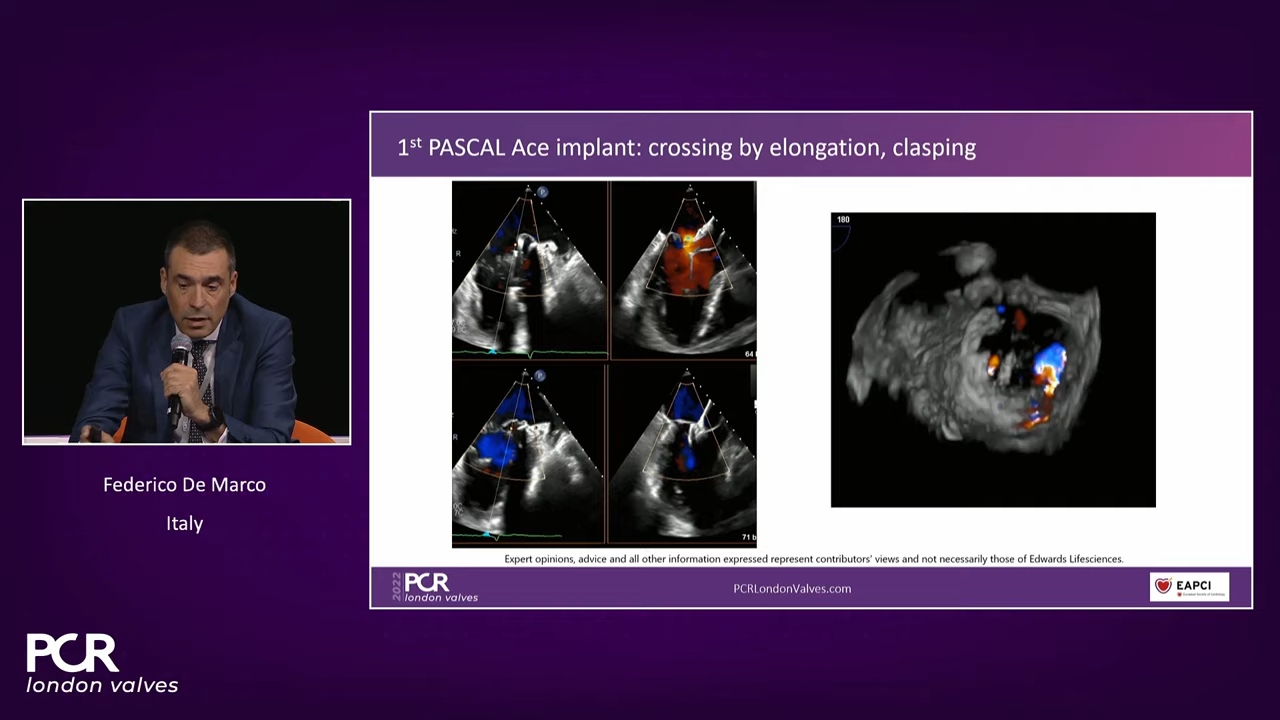 1st PASCAL Ace implant: crossing by elongation, clasping
R
64
R
71 b
180
Expert opinions, advice and all other information expressed represent contributors' views and not necessarily those of Edwards Lifesciences.
2022 PCR
london valves
PCRLondonValves.com
EAPCI
Federico De Marco
Italy
PCR
london valves